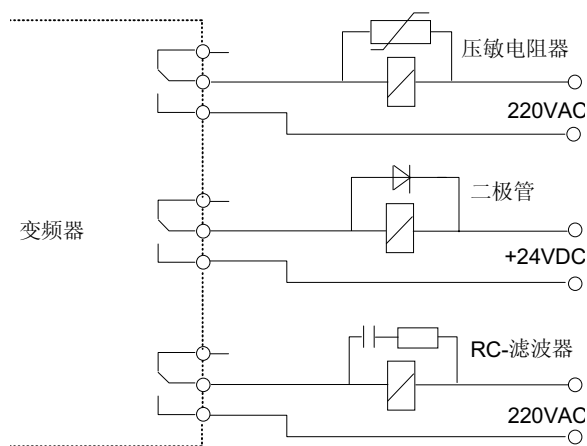 压敏电阻器
220VAC
二极管
变频器
+24VDC
RC-滤波器
220VAC